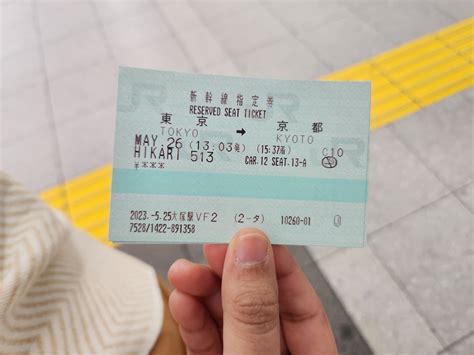 新幹線指定券
RESERVED SEAT TICKET
東京 → 京都
TOKYO KYOTO
MAY.26 (13:03発) (15:37着) C10
HIKARI 513 CAR.12 SEAT.13-A
¥***
2023.-5.25大塚駅VF2 (2-タ) 10260-01
7528/1422-891358